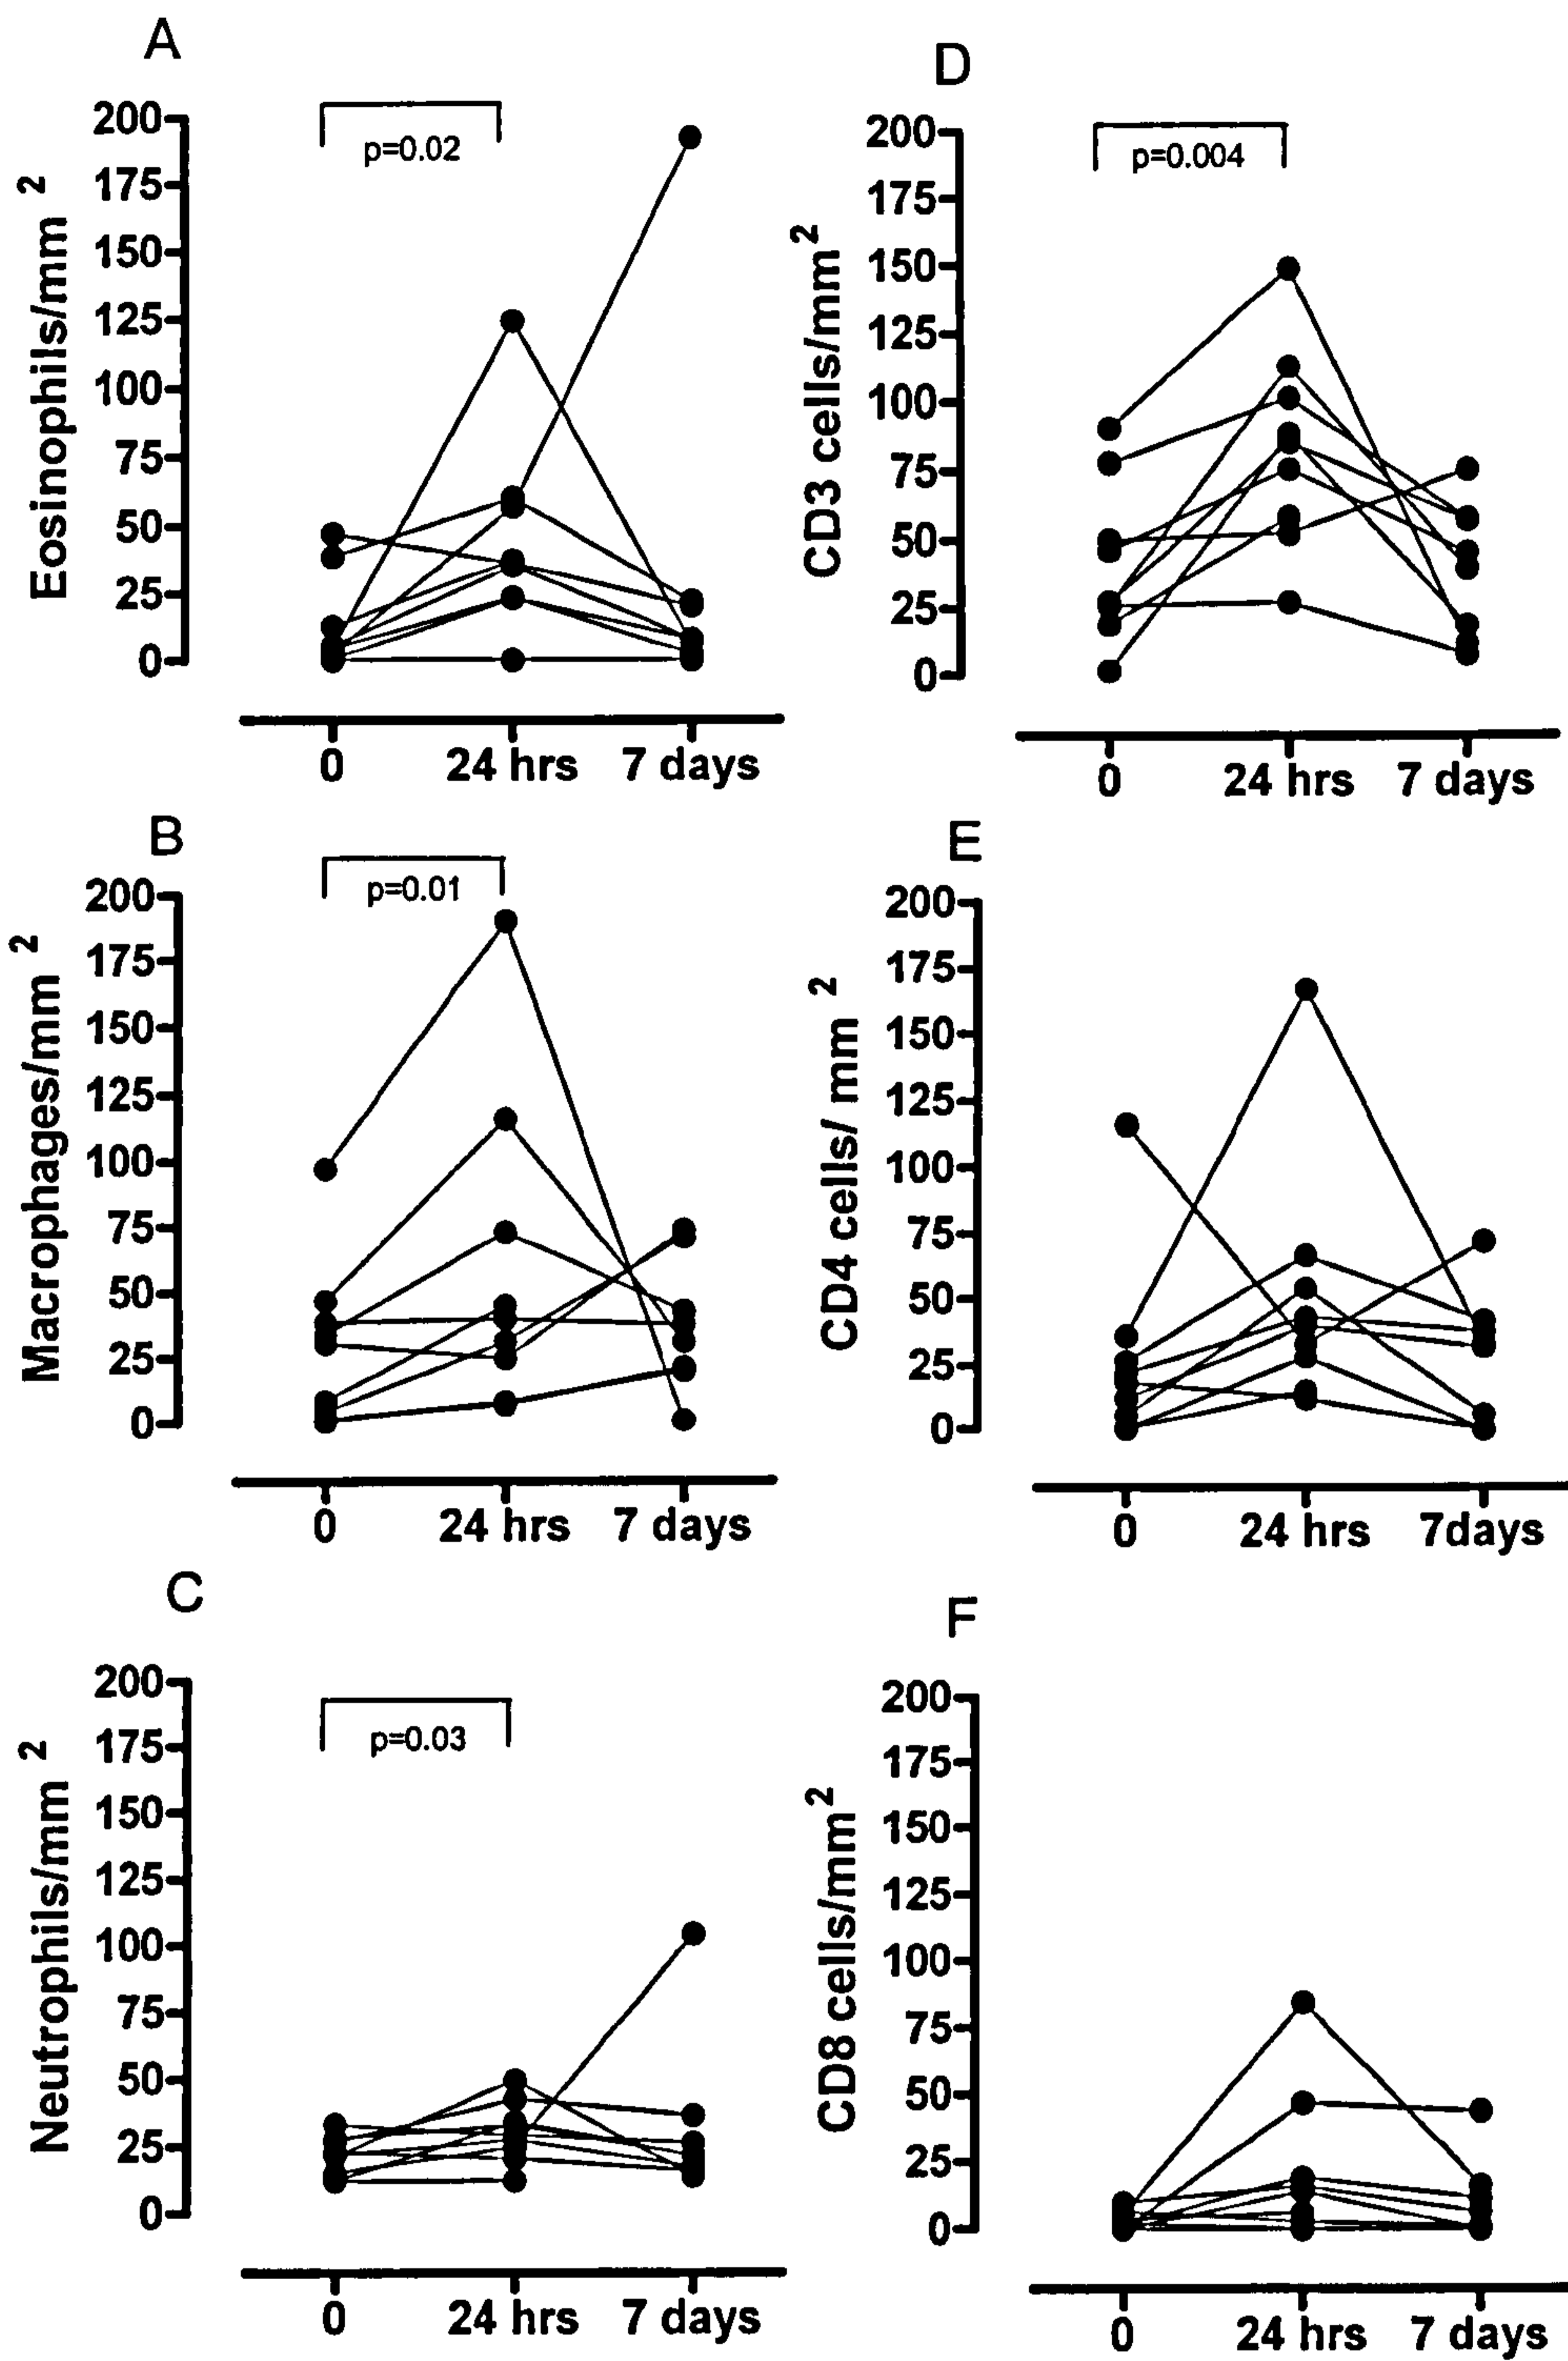 A
p=0.02
Eosinophils/mm 2
200
175
150
125
100
75
50
25
0
0 24 hrs 7 days
D
p=0.004
CD3 cells/mm 2
200
175
150
125
100
75
50
25
0
0 24 hrs 7 days
B
p=0.01
Macrophages/mm 2
200
175
150
125
100
75
50
25
0
0 24 hrs 7 days
E
CD4 cells/ mm 2
200
175
150
125
100
75
50
25
0
0 24 hrs 7days
C
p=0.03
Neutrophils/mm 2
200
175
150
125
100
75
50
25
0
0 24 hrs 7 days
F
CD8 cells/mm 2
200
175
150
125
100
75
50
25
0
0 24 hrs 7 days